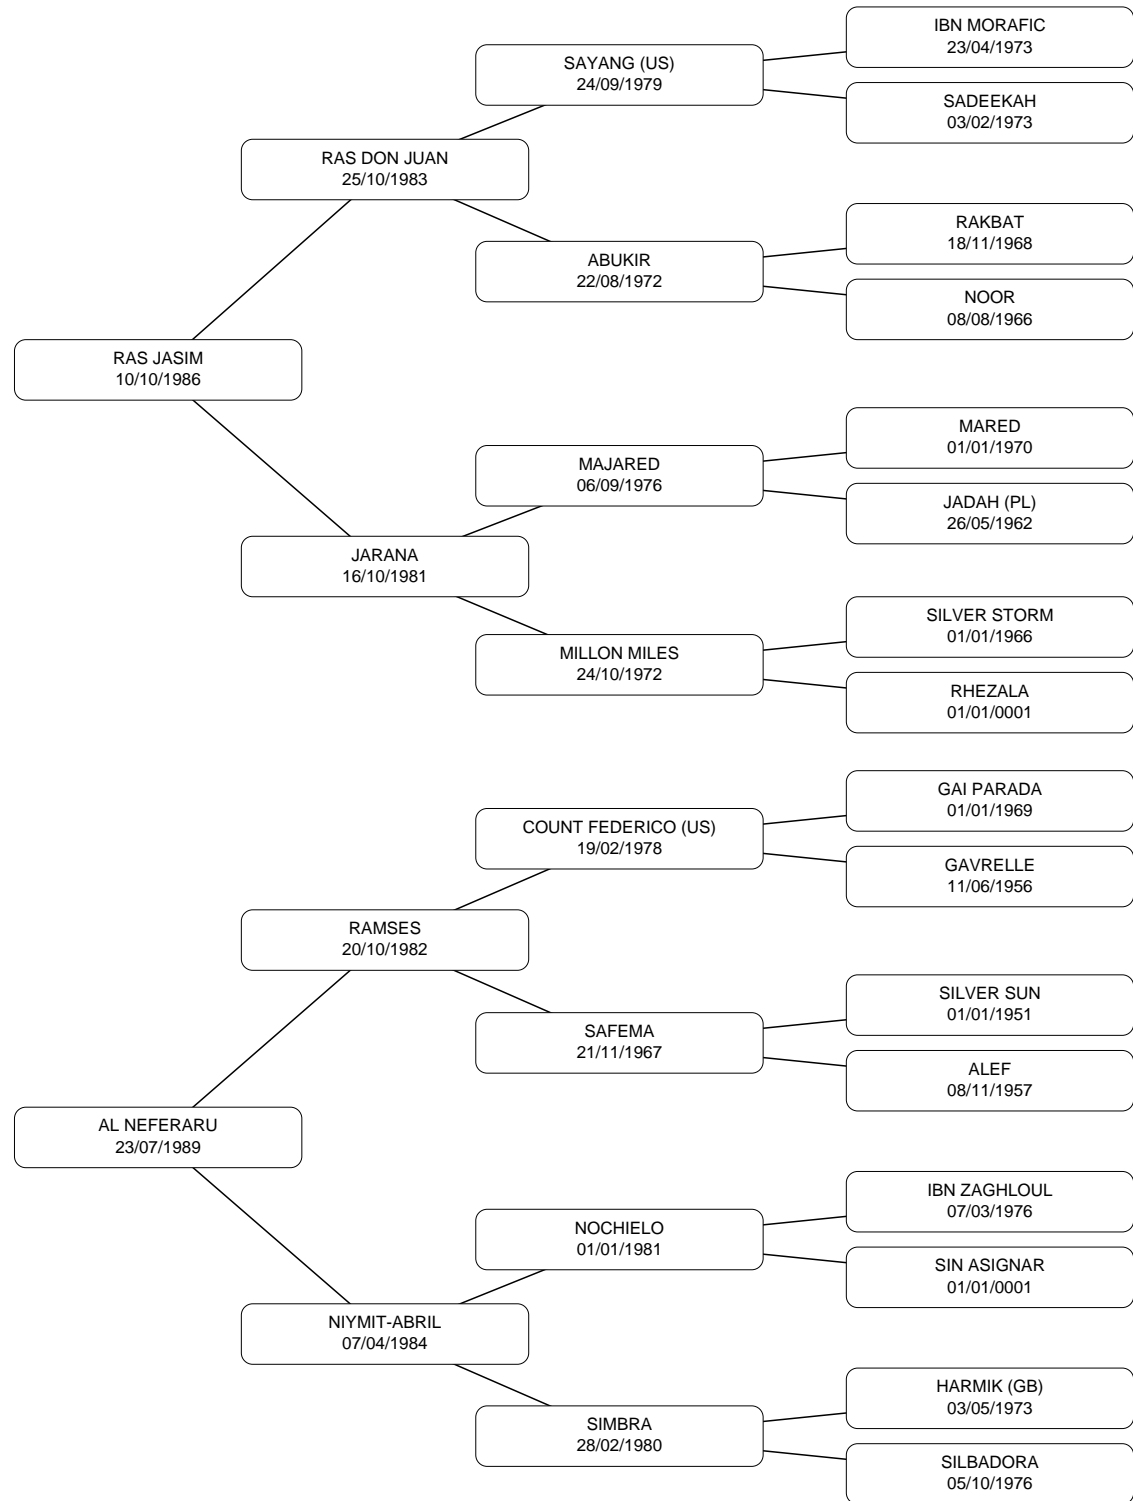 IBN MORAFIC
23/04/1973
SAYANG (US)
24/09/1979
SADEEKAH
03/02/1973
RAS DON JUAN
25/10/1983
RAKBAT
18/11/1968
ABUKIR
22/08/1972
NOOR
08/08/1966
RAS JASIM
10/10/1986
MARED
01/01/1970
MAJARED
06/09/1976
JADAH (PL)
26/05/1962
JARANA
16/10/1981
SILVER STORM
01/01/1966
MILLON MILES
24/10/1972
RHEZALA
01/01/0001
GAI PARADA
01/01/1969
COUNT FEDERICO (US)
19/02/1978
GAVRELLE
11/06/1956
RAMSES
20/10/1982
SILVER SUN
01/01/1951
SAFEMA
21/11/1967
ALEF
08/11/1957
AL NEFERARU
23/07/1989
IBN ZAGHLOUL
07/03/1976
NOCHIELO
01/01/1981
SIN ASIGNAR
01/01/0001
NIYMIT-ABRIL
07/04/1984
HARMIK (GB)
03/05/1973
SIMBRA
28/02/1980
SILBADORA
05/10/1976